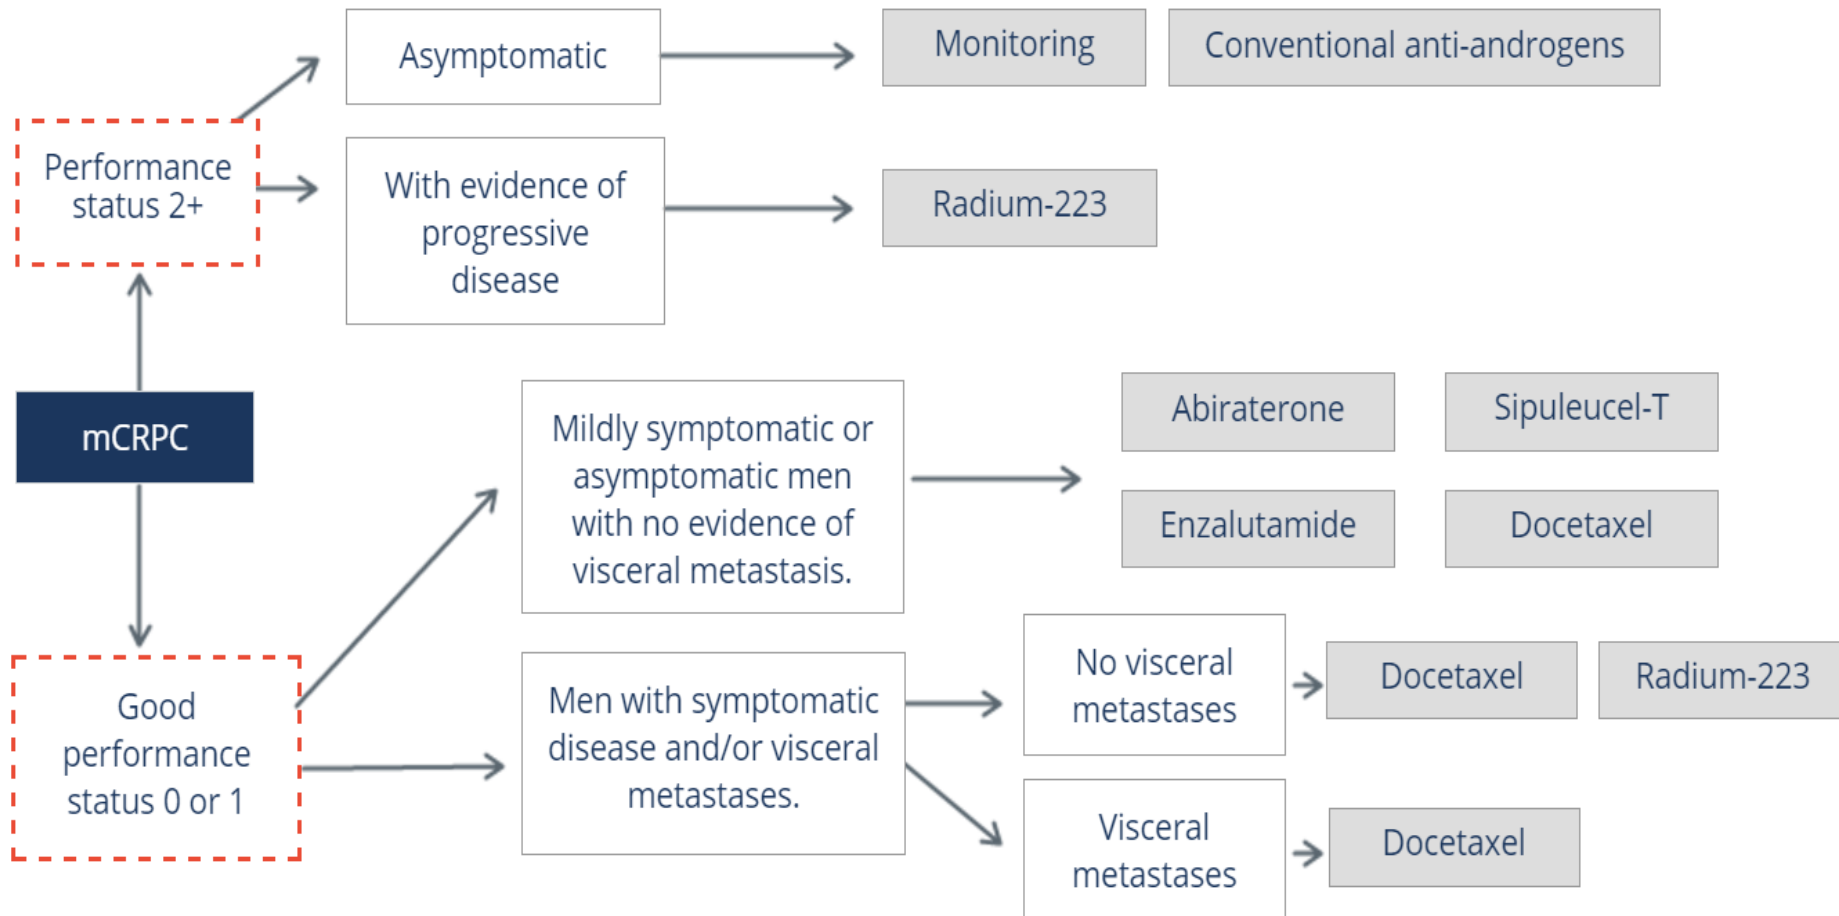 Asymptomatic
Monitoring
Conventional anti-androgens
Performance
status 2+
With evidence of
progressive
disease
Radium-223
mCRPC
Mildly symptomatic or
asymptomatic men
with no evidence of
visceral metastasis.
Abiraterone
Sipuleucel-T
Enzalutamide
Docetaxel
Good
performance
status 0 or 1
Men with symptomatic
disease and/or visceral
metastases.
No visceral
metastases
Docetaxel
Radium-223
Visceral
metastases
Docetaxel